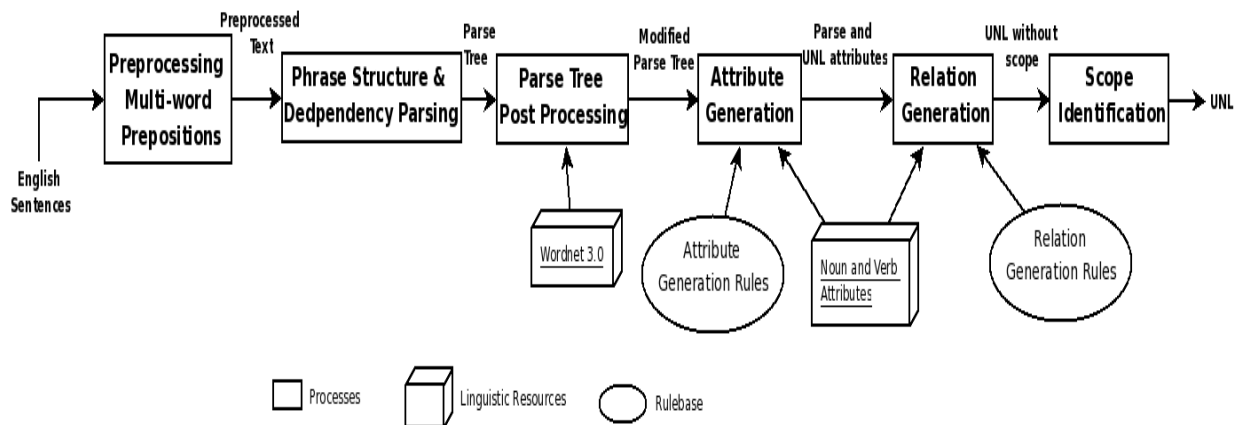 Preprocessed
Text
Parse
Tree
Modified
Parse Tree
Parse and
UNL attributes
UNL without
scope
Preprocessing
Multi-word
Prepositions
Phrase Structure &
Dedpendency Parsing
Parse Tree
Post Processing
Attribute
Generation
Relation
Generation
Scope
Identification
UNL
English
Sentences
Wordnet 3.0
Attribute
Generation Rules
Noun and Verb
Attributes
Relation
Generation Rules
Processes
Linguistic Resources
Rulebase